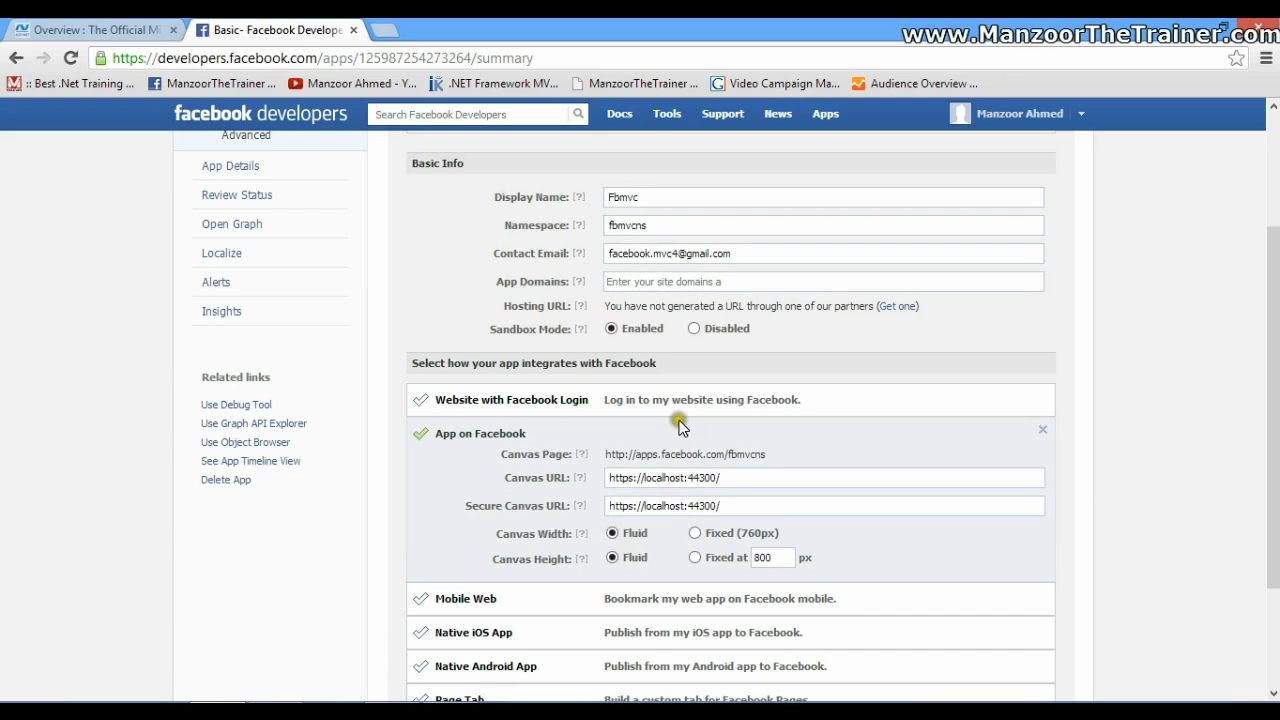 Overview : The Official Mi
Basic- Facebook Develope
www.ManzoorTheTrainer.com
https://developers.facebook.com/apps/125987254273264/summary
:: Best .Net Training ...
ManzoorTheTrainer ...
Manzoor Ahmed - Y...
.NET Framework MV...
ManzoorTheTrainer ...
Video Campaign Ma...
Audience Overview ...
facebook developers
Search Facebook Developers
Docs
Tools
Support
News
Apps
Manzoor Ahmed
Advanced
App Details
Review Status
Open Graph
Localize
Alerts
Insights
Related links
Use Debug Tool
Use Graph API Explorer
Use Object Browser
See App Timeline View
Delete App
Basic Info
Display Name: [?] Fbmvc
Namespace: [?] fbmvcns
Contact Email: [?] facebook.mvc4@gmail.com
App Domains: [?] Enter your site domains a
Hosting URL: [?] You have not generated a URL through one of our partners (Get one)
Sandbox Mode: [?] Enabled Disabled
Select how your app integrates with Facebook
Website with Facebook Login Log in to my website using Facebook.
App on Facebook
Canvas Page: [?] http://apps.facebook.com/fbmvcns
Canvas URL: [?] https://localhost:44300/
Secure Canvas URL: [?] https://localhost:44300/
Canvas Width: [?] Fluid Fixed (760px)
Canvas Height: [?] Fluid Fixed at 800 px
Mobile Web Bookmark my web app on Facebook mobile.
Native iOS App Publish from my iOS app to Facebook.
Native Android App Publish from my Android app to Facebook.
Page Tab Build a custom tab for Facebook Pages.